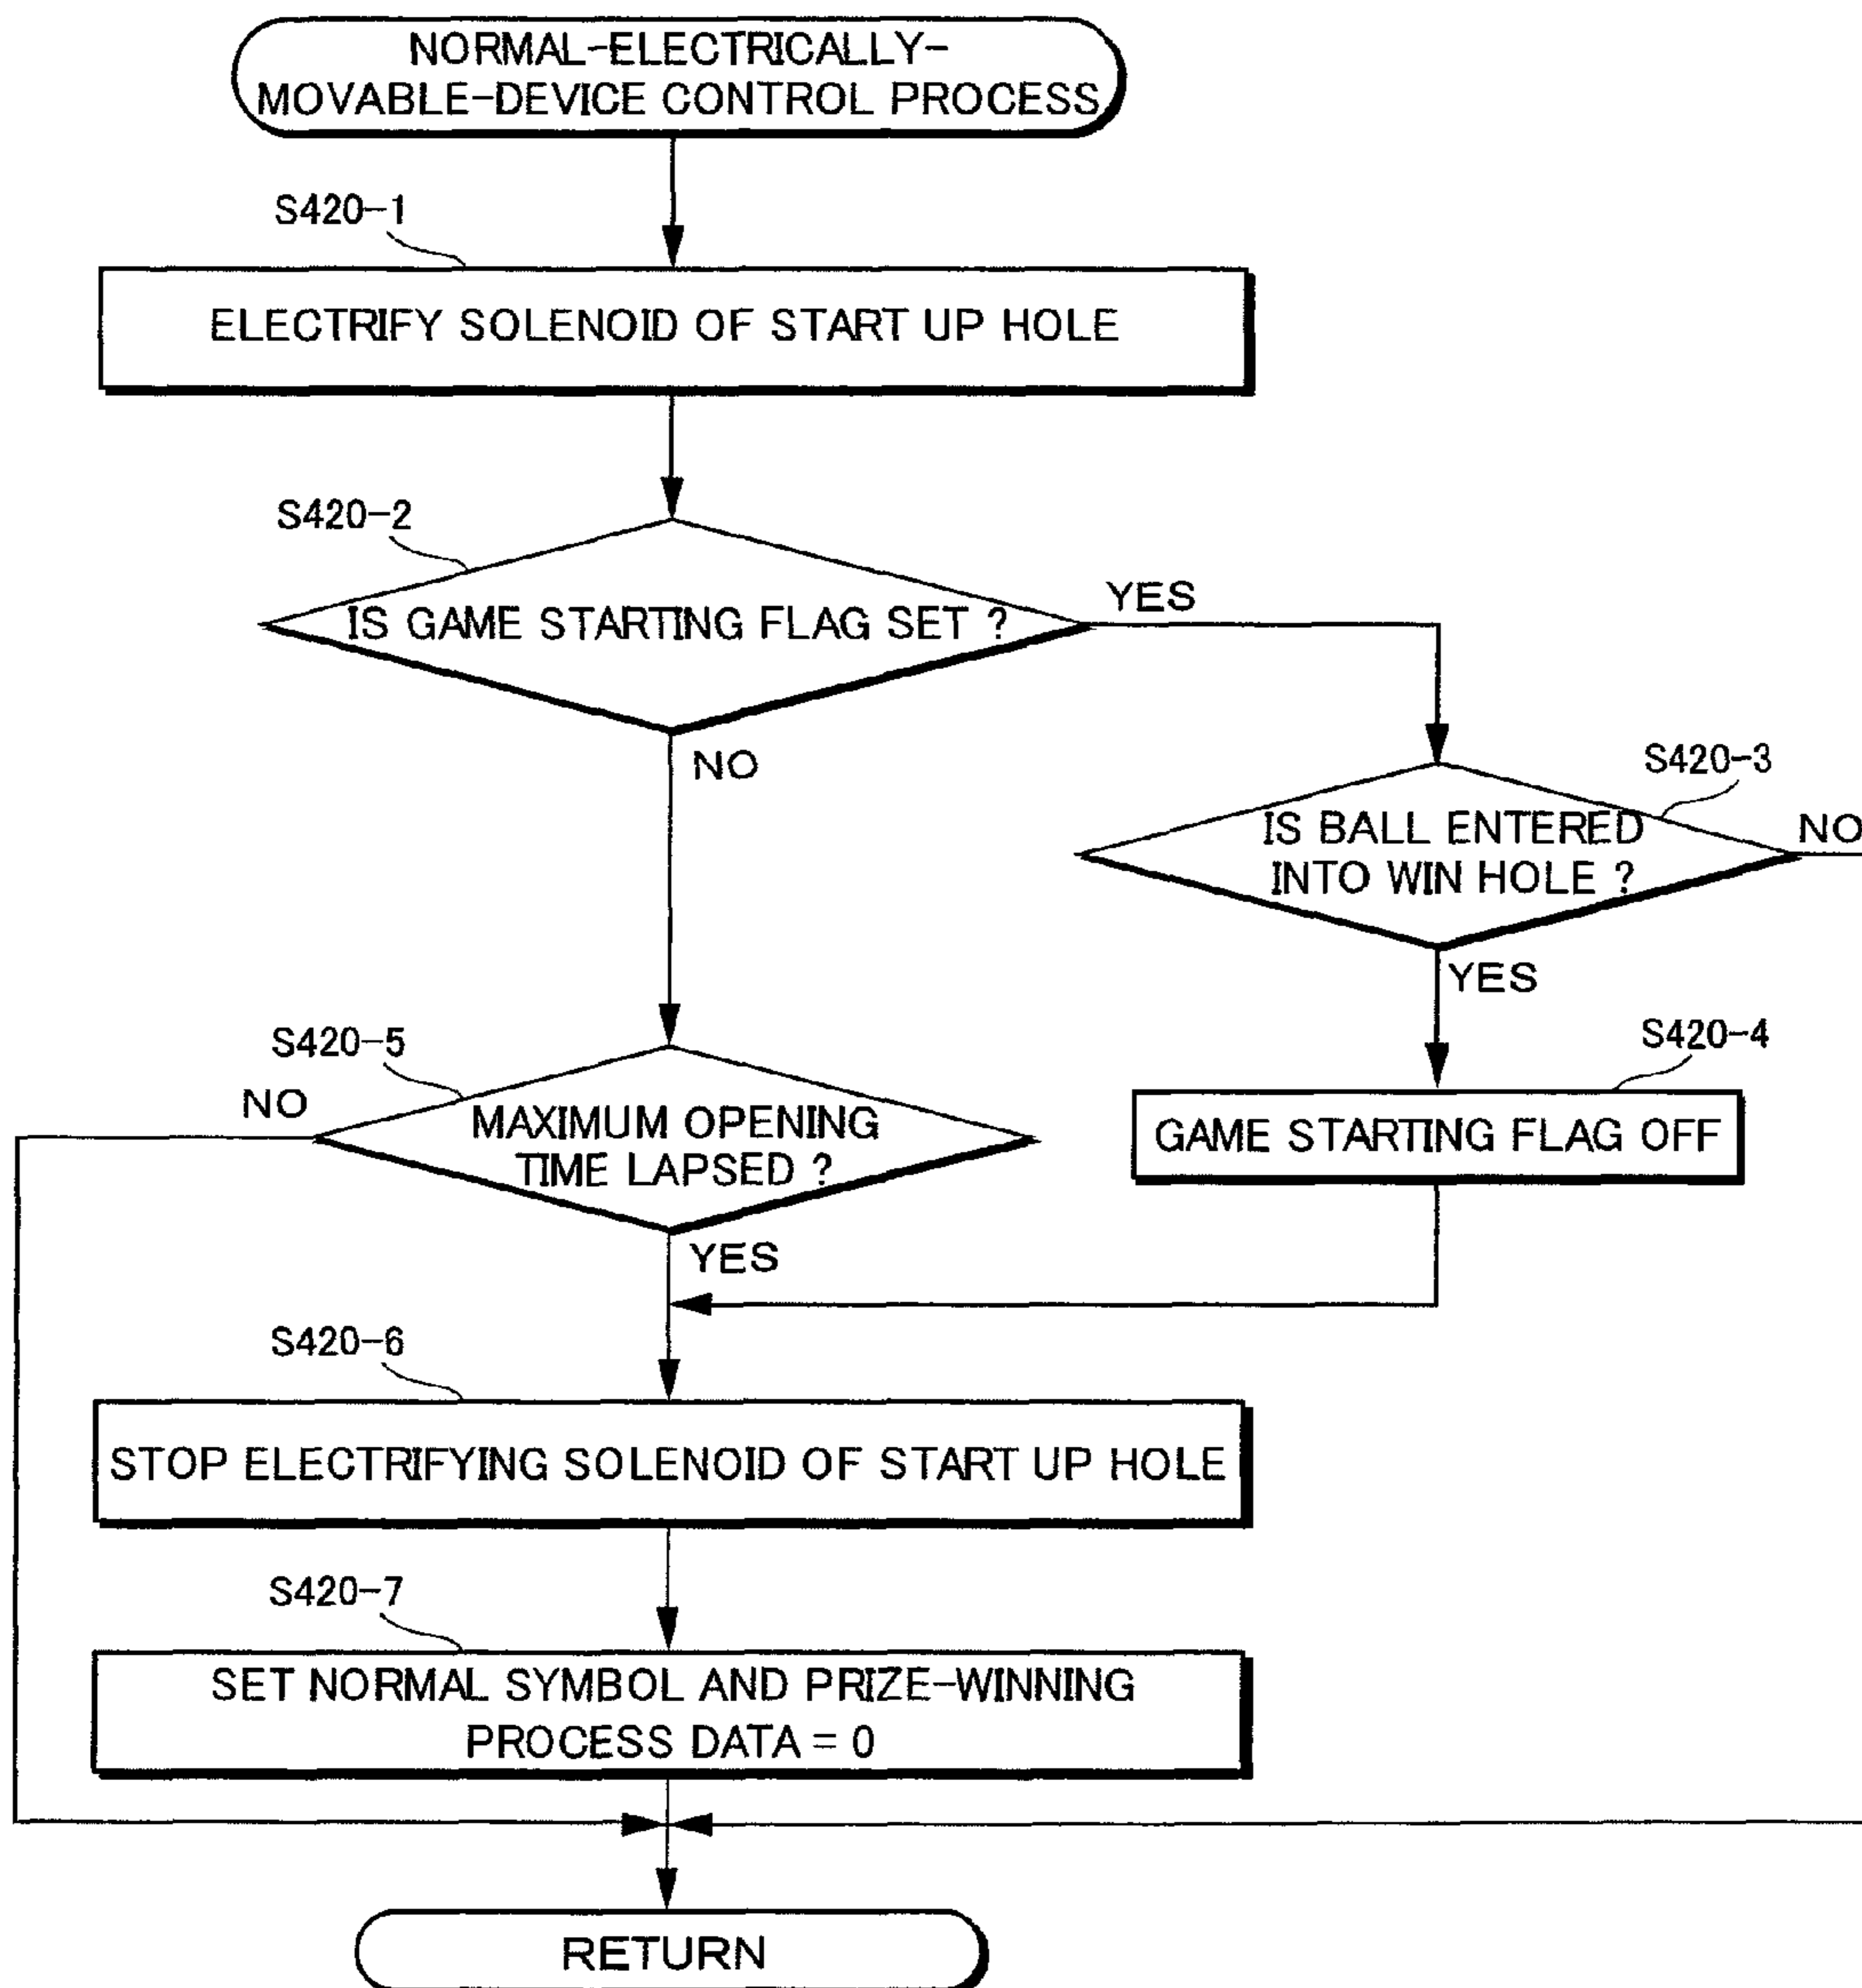 NORMAL-ELECTRICALLY-
MOVABLE-DEVICE CONTROL PROCESS
S420-1
ELECTRIFY SOLENOID OF START UP HOLE
S420-2
IS GAME STARTING FLAG SET ?
YES
NO
S420-3
IS BALL ENTERED
INTO WIN HOLE ?
NO
YES
S420-4
GAME STARTING FLAG OFF
S420-5
NO
MAXIMUM OPENING
TIME LAPSED ?
YES
S420-6
STOP ELECTRIFYING SOLENOID OF START UP HOLE
S420-7
SET NORMAL SYMBOL AND PRIZE-WINNING
PROCESS DATA = 0
RETURN